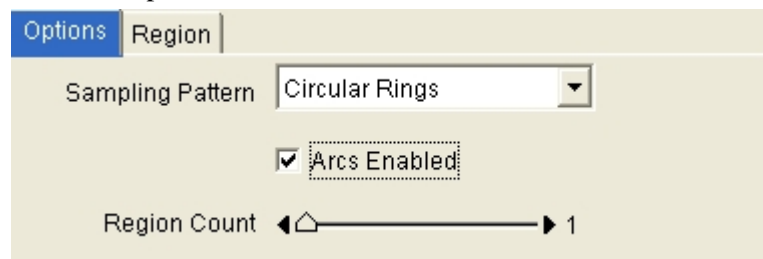 Options Region
Sampling Pattern Circular Rings
Arcs Enabled
Region Count 1